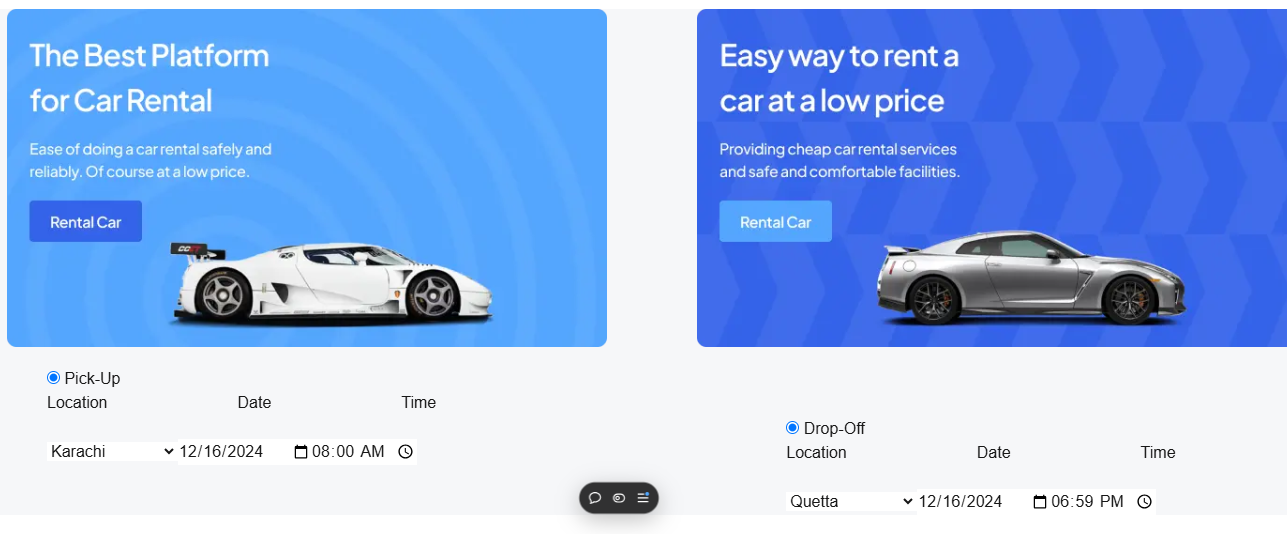 The Best Platform
for Car Rental
Ease of doing a car rental safely and
reliably. Of course at a low price.
Rental Car
Easy way to rent a
car at a low price
Providing cheap car rental services
and safe and comfortable facilities.
Rental Car
Pick-Up
Location Date Time
Karachi 12/16/2024 08:00 AM
Drop-Off
Location Date Time
Quetta 12/16/2024 06:59 PM